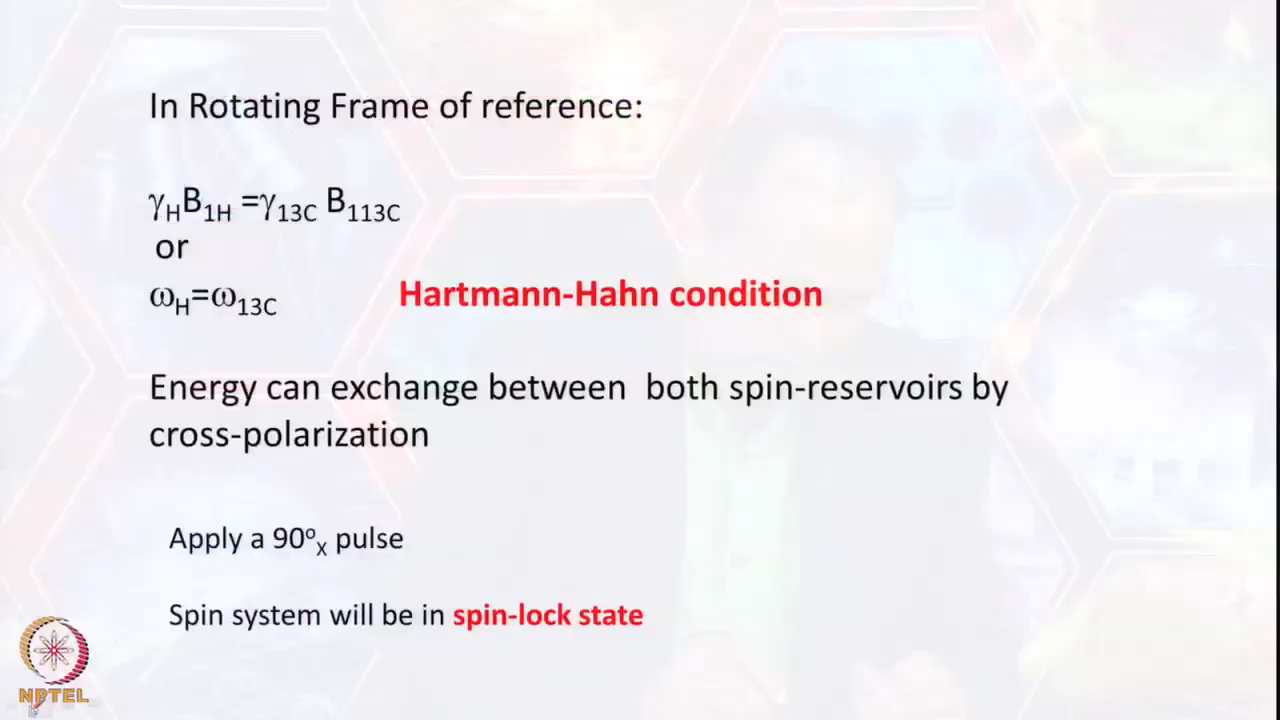 In Rotating Frame of reference:
γHB1H =γ13C B113C
or
ωH=ω13C
Hartmann-Hahn condition
Energy can exchange between both spin-reservoirs by
cross-polarization
Apply a 90oX pulse
Spin system will be in spin-lock state
NPTEL